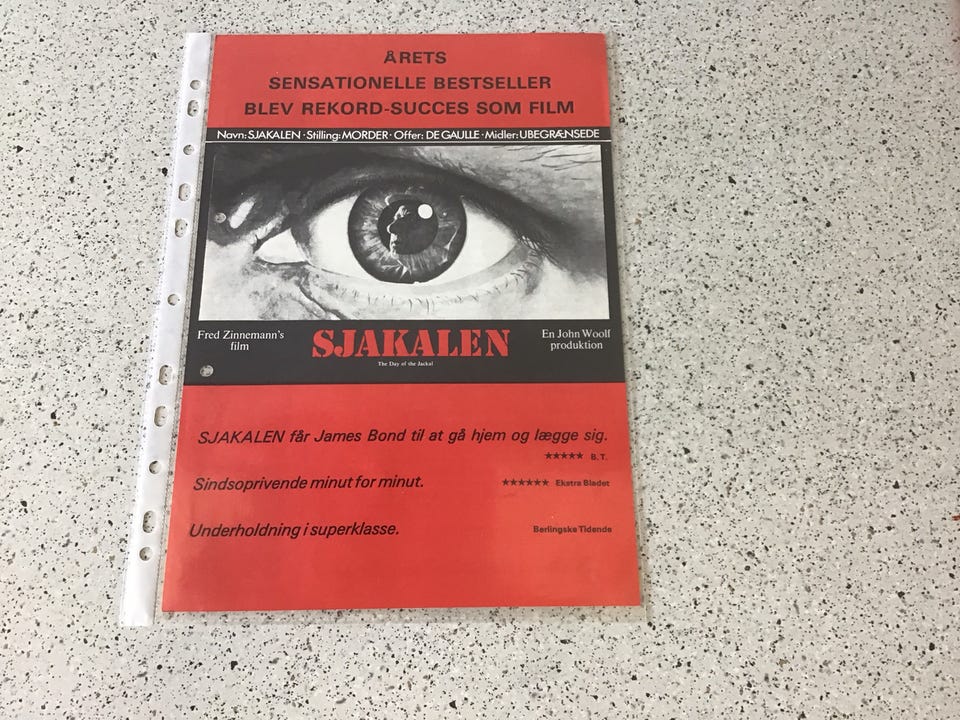 ÅRETS
SENSATIONELLE BESTSELLER
BLEV REKORD-SUCCES SOM FILM
Navn: SJAKALEN · Stilling: MORDER · Offer: DE GAULLE · Midler: UBEGRÆNSEDE
Fred Zinnemann's
film
SJAKALEN
The Day of the Jackal
En John Woolf
produktion
SJAKALEN får James Bond til at gå hjem og lægge sig.
★★★★★ B.T.
Sindsoprivende minut for minut. ★★★★★★ Ekstra Bladet
Underholdning i superklasse. Berlingske Tidende